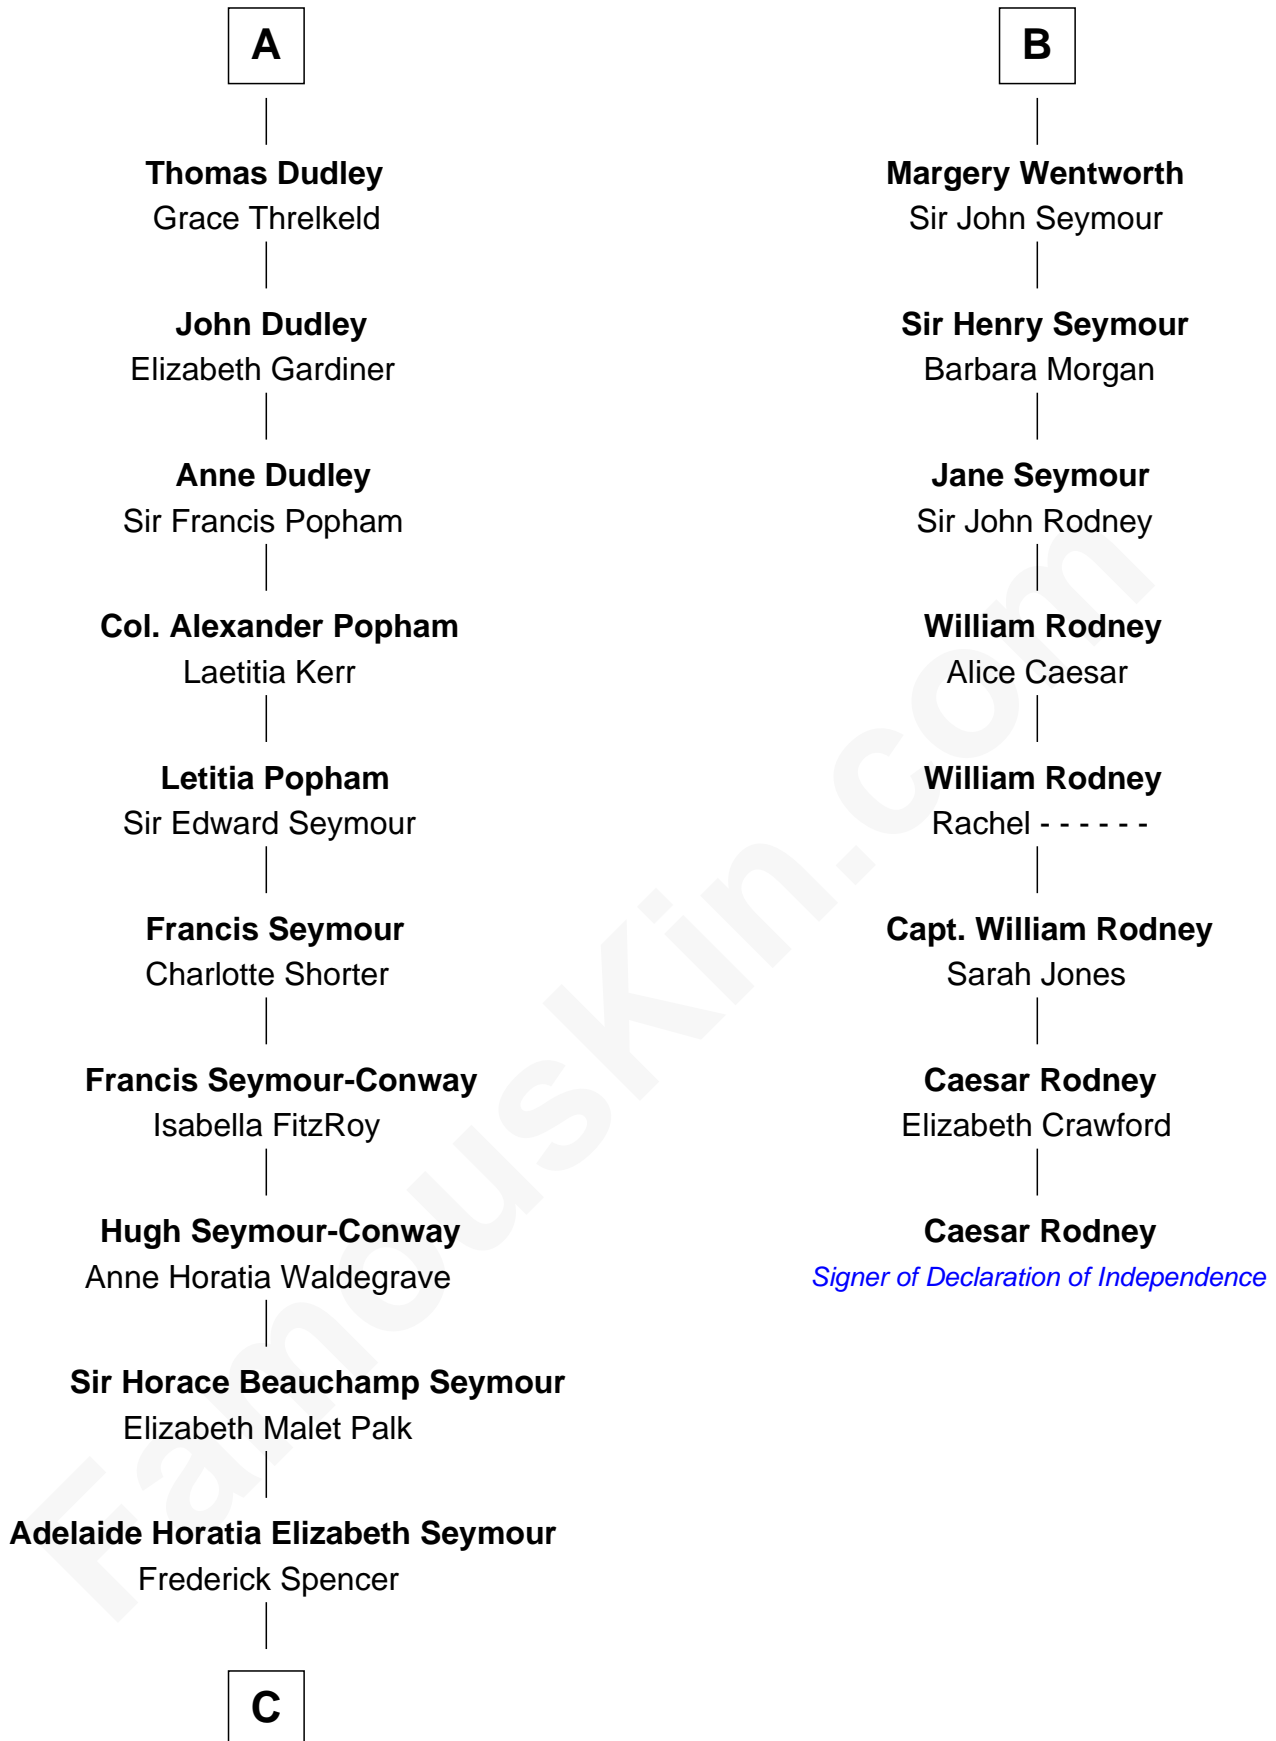 A
Thomas Dudley
Grace Threlkeld
John Dudley
Elizabeth Gardiner
Anne Dudley
Sir Francis Popham
Col. Alexander Popham
Laetitia Kerr
Letitia Popham
Sir Edward Seymour
Francis Seymour
Charlotte Shorter
Francis Seymour-Conway
Isabella FitzRoy
Hugh Seymour-Conway
Anne Horatia Waldegrave
Sir Horace Beauchamp Seymour
Elizabeth Malet Palk
Adelaide Horatia Elizabeth Seymour
Frederick Spencer
C
B
Margery Wentworth
Sir John Seymour
Sir Henry Seymour
Barbara Morgan
Jane Seymour
Sir John Rodney
William Rodney
Alice Caesar
William Rodney
Rachel - - - - - -
Capt. William Rodney
Sarah Jones
Caesar Rodney
Elizabeth Crawford
Caesar Rodney
Signer of Declaration of Independence
FamousKin.com